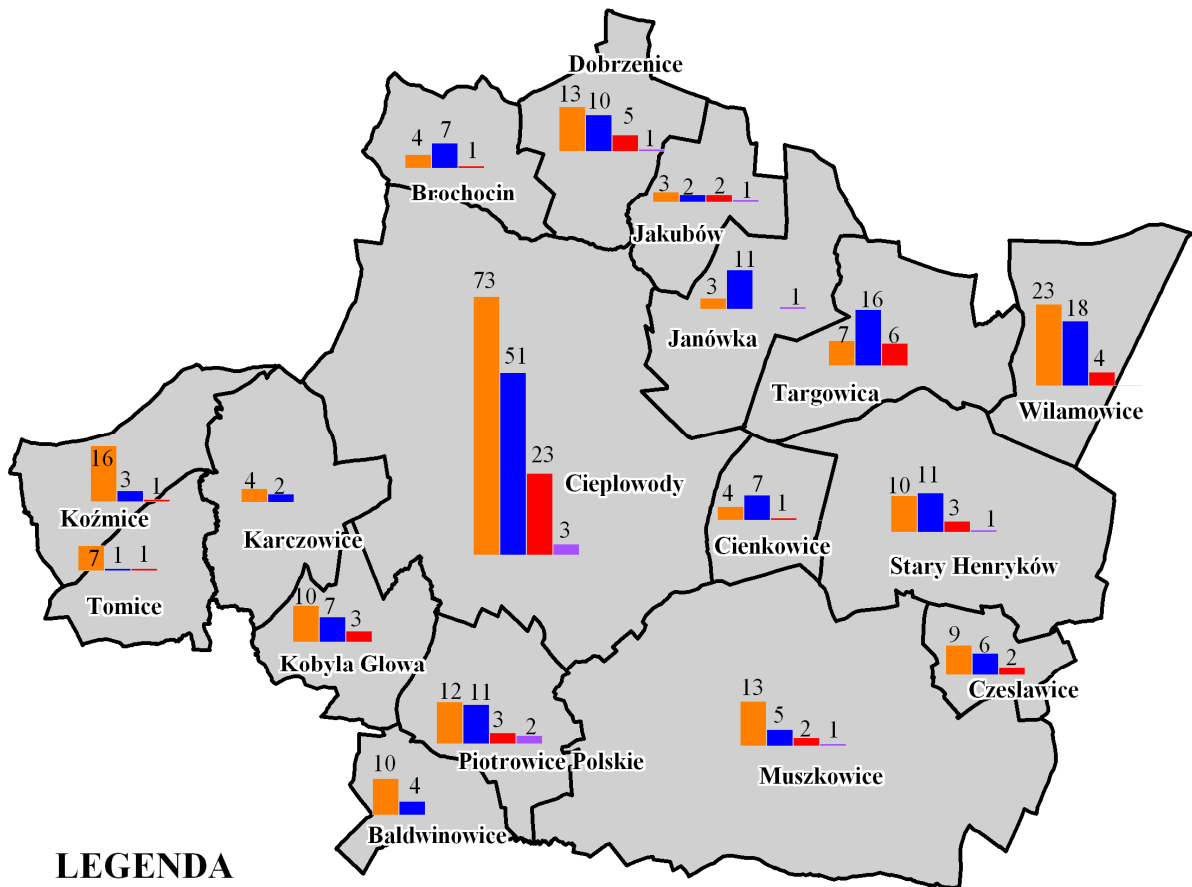 Dobrzenice
13 10 5 1
4 7 1
Brochocin
3 2 2 1
Jakubów
3 11 1
Janówka
7 16 6
Targowica
23 18 4
Wilamowice
73 51 23 3
Ciepłowody
16 3 1
Koźmice
4 2
Karczowice
4 7 1
Cienkowice
10 11 3 1
Stary Henryków
7 1 1
Tomice
10 7 3
Kobyla Głowa
9 6 2
Czesławice
12 11 3 2
Piotrowice Polskie
13 5 2 1
Muszkowice
10 4
Baldwinowice
LEGENDA